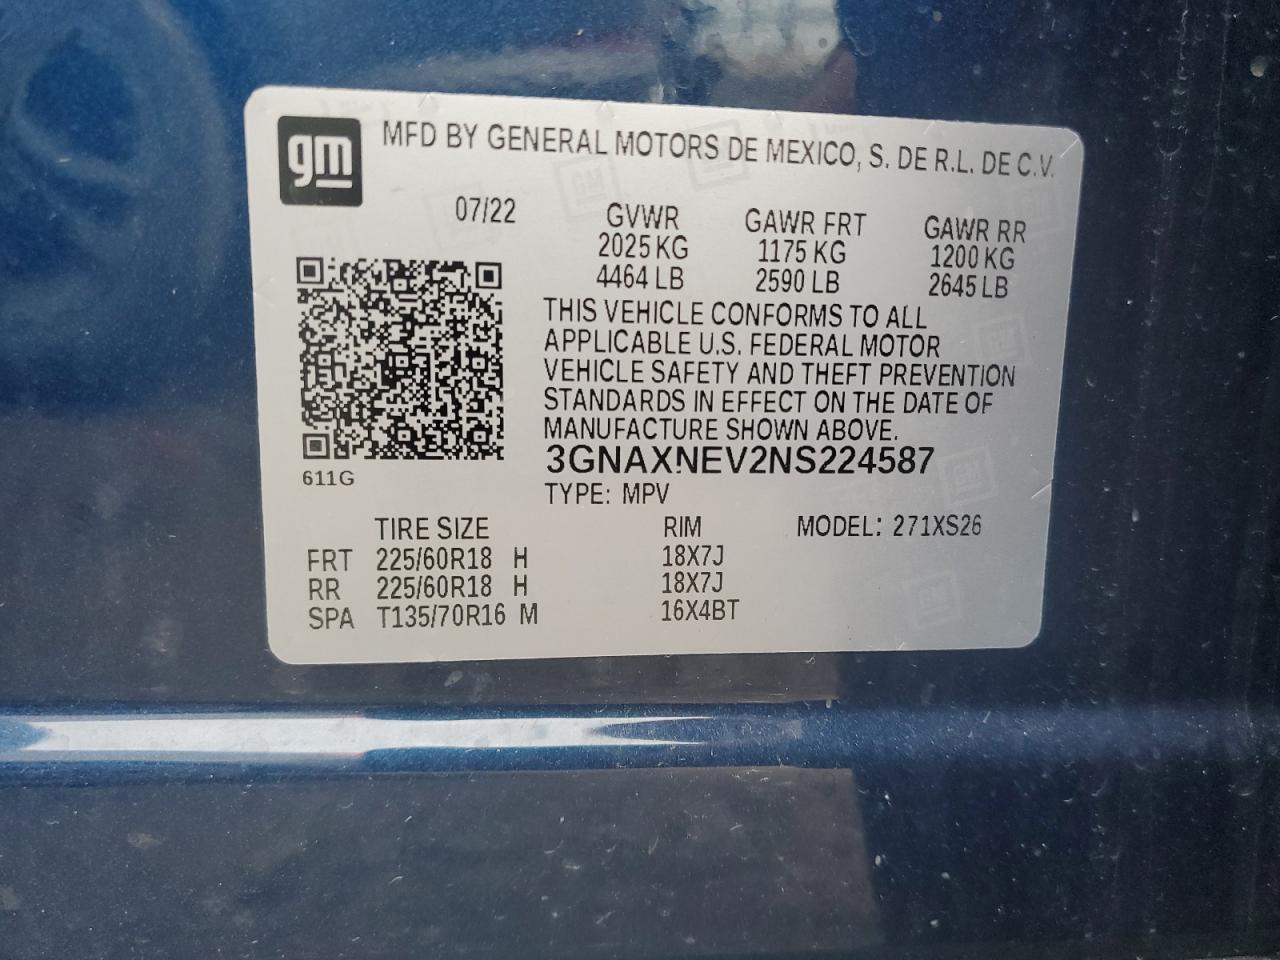 gm
MFD BY GENERAL MOTORS DE MEXICO, S. DE R.L. DE C.V.
07/22
GVWR GAWR FRT GAWR RR
2025 KG 1175 KG 1200 KG
4464 LB 2590 LB 2645 LB
THIS VEHICLE CONFORMS TO ALL
APPLICABLE U.S. FEDERAL MOTOR
VEHICLE SAFETY AND THEFT PREVENTION
STANDARDS IN EFFECT ON THE DATE OF
MANUFACTURE SHOWN ABOVE.
3GNAXNEV2NS224587
611G
TYPE: MPV
TIRE SIZE RIM MODEL: 271XS26
FRT 225/60R18 H 18X7J
RR 225/60R18 H 18X7J
SPA T135/70R16 M 16X4BT